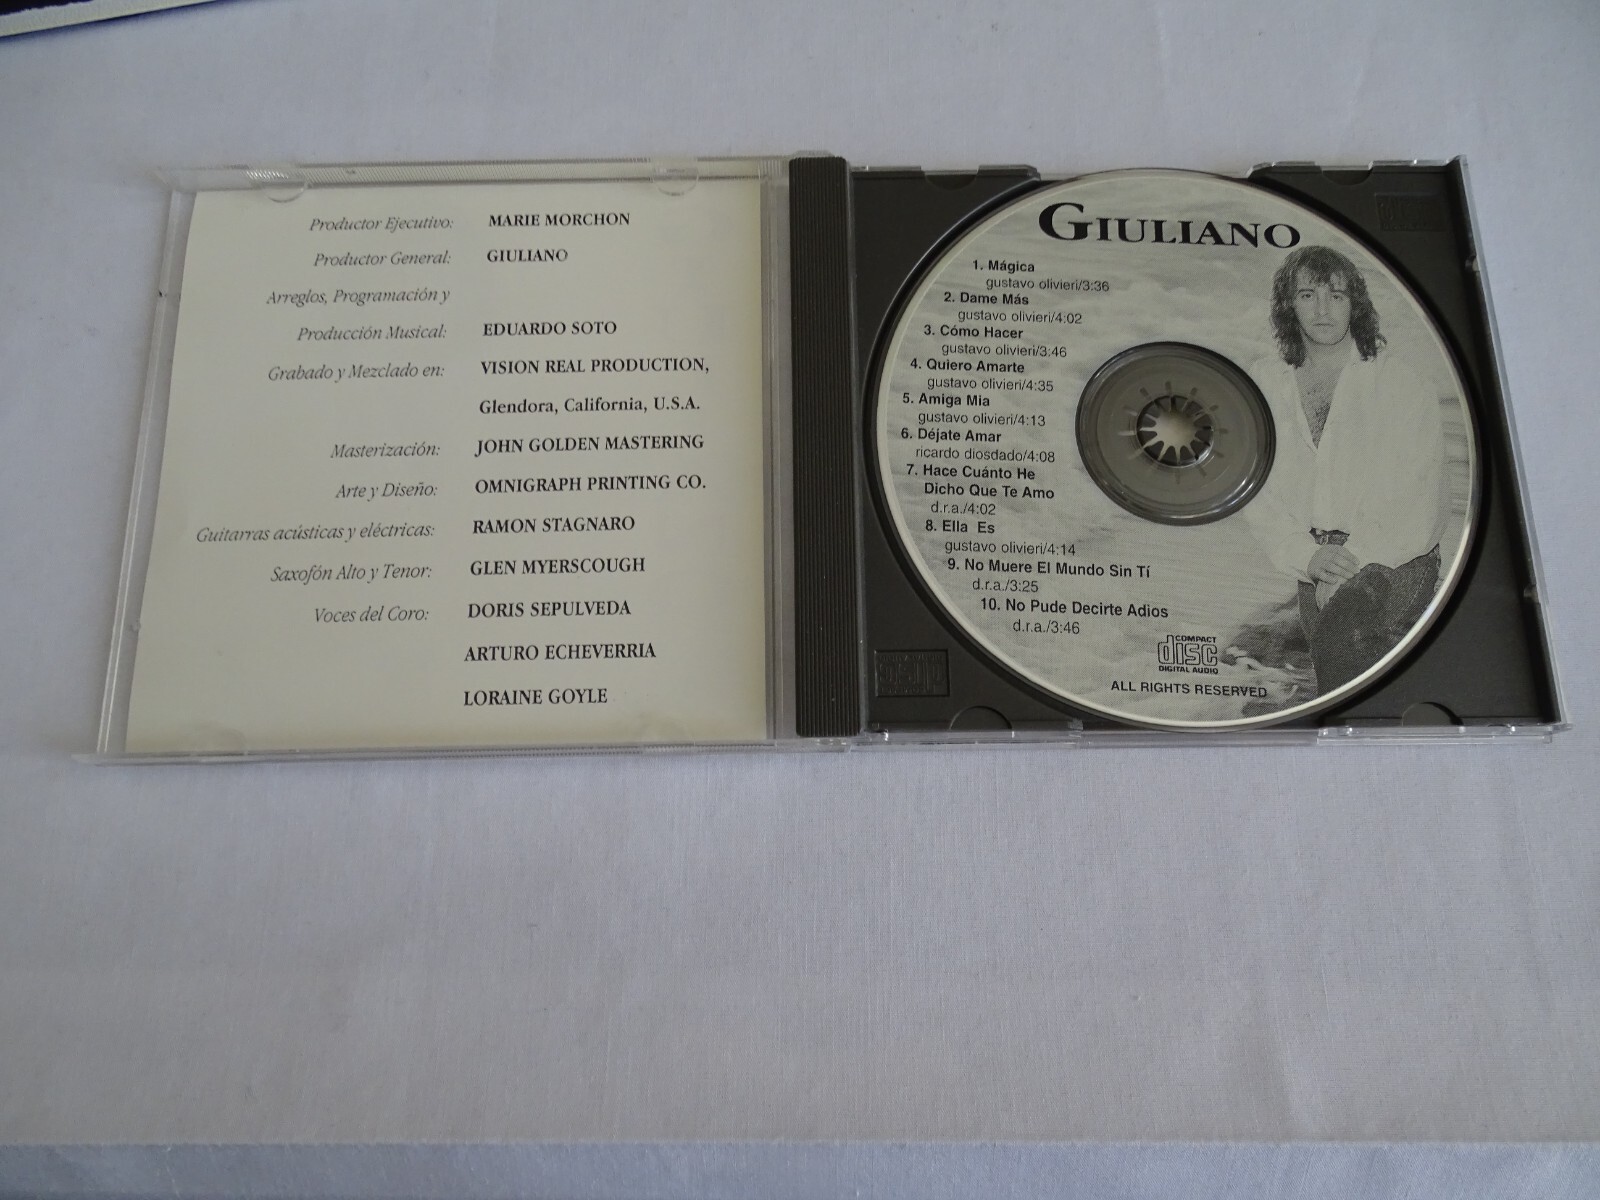 Productor Ejecutivo: MARIE MORCHON
Productor General: GIULIANO
Arreglos, Programación y
Producción Musical: EDUARDO SOTO
Grabado y Mezclado en: VISION REAL PRODUCTION,
Glendora, California, U.S.A.
Masterización: JOHN GOLDEN MASTERING
Arte y Diseño: OMNIGRAPH PRINTING CO.
Guitarras acústicas y eléctricas: RAMON STAGNARO
Saxofón Alto y Tenor: GLEN MYERSCOUGH
Voces del Coro: DORIS SEPULVEDA
ARTURO ECHEVERRIA
LORAINE GOYLE
GIULIANO
1. Mágica
gustavo olivieri/3:36
2. Dame Más
gustavo olivieri/4:02
3. Cómo Hacer
gustavo olivieri/3:46
4. Quiero Amarte
gustavo olivieri/4:35
5. Amiga Mia
gustavo olivieri/4:13
6. Déjate Amar
ricardo diosdado/4:08
7. Hace Cuánto He
Dicho Que Te Amo
d.r.a./4:02
8. Ella Es
gustavo olivieri/4:14
9. No Muere El Mundo Sin Tí
d.r.a./3:25
10. No Pude Decirte Adios
d.r.a./3:46
COMPACT
disc
DIGITAL AUDIO
ALL RIGHTS RESERVED